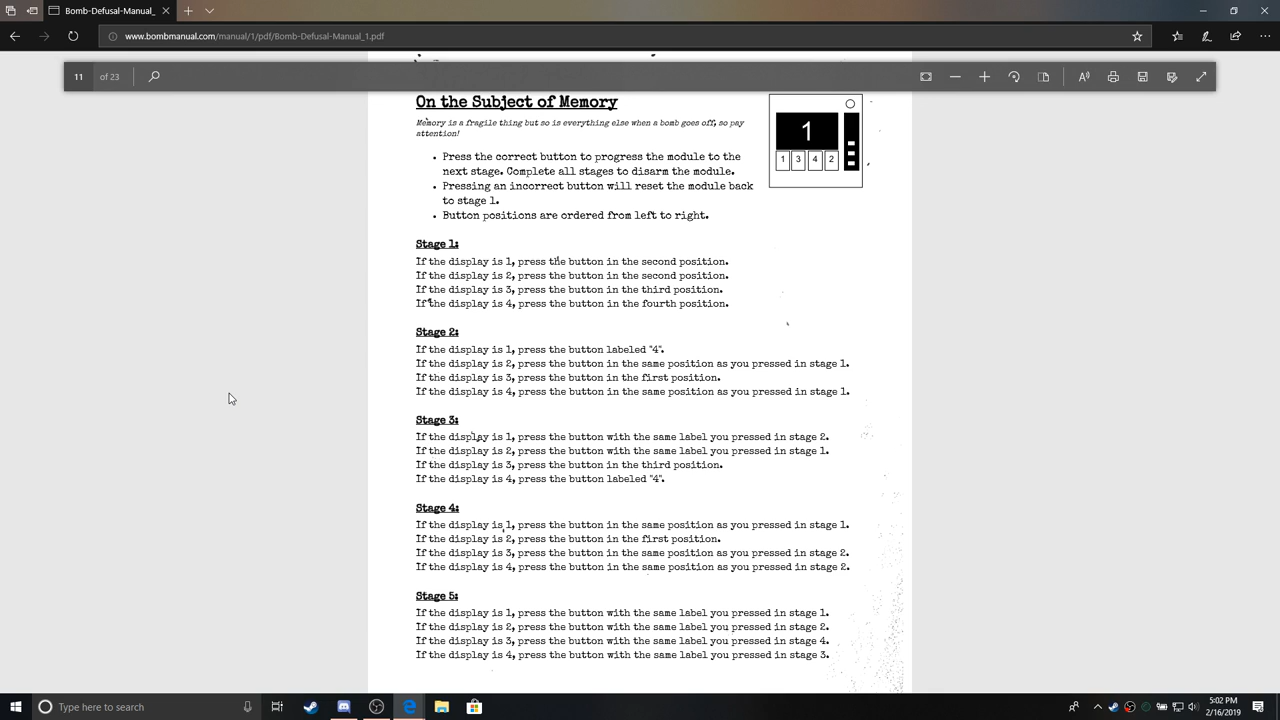 Bomb-Defusal-Manual_
www.bombmanual.com/manual/1/pdf/Bomb-Defusal-Manual_1.pdf
11 of 23
On the Subject of Memory
Memory is a fragile thing but so is everything else when a bomb goes off, so pay
attention!
1
1 3 4 2
• Press the correct button to progress the module to the
next stage. Complete all stages to disarm the module.
• Pressing an incorrect button will reset the module back
to stage 1.
• Button positions are ordered from left to right.
Stage 1:
If the display is 1, press the button in the second position.
If the display is 2, press the button in the second position.
If the display is 3, press the button in the third position.
If the display is 4, press the button in the fourth position.
Stage 2:
If the display is 1, press the button labeled "4".
If the display is 2, press the button in the same position as you pressed in stage 1.
If the display is 3, press the button in the first position.
If the display is 4, press the button in the same position as you pressed in stage 1.
Stage 3:
If the display is 1, press the button with the same label you pressed in stage 2.
If the display is 2, press the button with the same label you pressed in stage 1.
If the display is 3, press the button in the third position.
If the display is 4, press the button labeled "4".
Stage 4:
If the display is 1, press the button in the same position as you pressed in stage 1.
If the display is 2, press the button in the first position.
If the display is 3, press the button in the same position as you pressed in stage 2.
If the display is 4, press the button in the same position as you pressed in stage 2.
Stage 5:
If the display is 1, press the button with the same label you pressed in stage 1.
If the display is 2, press the button with the same label you pressed in stage 2.
If the display is 3, press the button with the same label you pressed in stage 4.
If the display is 4, press the button with the same label you pressed in stage 3.
Type here to search
5:02 PM
2/16/2019